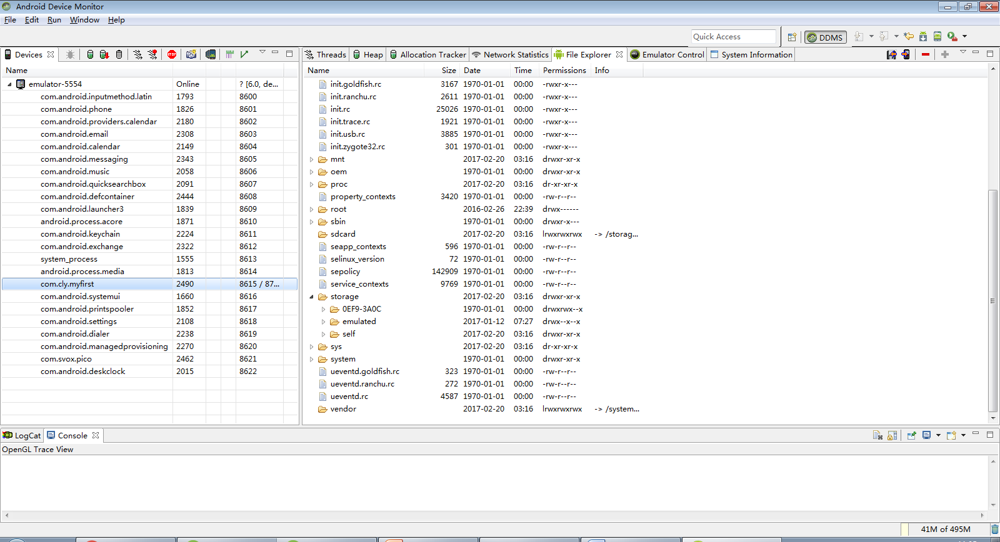 Android Device Monitor
File Edit Run Window Help
Quick Access DDMS
Devices
Name
emulator-5554 Online ? [6.0, de...
com.android.inputmethod.latin 1793 8600
com.android.phone 1826 8601
com.android.providers.calendar 2180 8602
com.android.email 2308 8603
com.android.calendar 2149 8604
com.android.messaging 2343 8605
com.android.music 2058 8606
com.android.quicksearchbox 2091 8607
com.android.defcontainer 2444 8608
com.android.launcher3 1839 8609
android.process.acore 1871 8610
com.android.keychain 2224 8611
com.android.exchange 2322 8612
system_process 1555 8613
android.process.media 1813 8614
com.cly.myfirst 2490 8615 / 87...
com.android.systemui 1660 8616
com.android.printspooler 1852 8617
com.android.settings 2108 8618
com.android.dialer 2238 8619
com.android.managedprovisioning 2270 8620
com.svox.pico 2462 8621
com.android.deskclock 2015 8622
Threads Heap Allocation Tracker Network Statistics File Explorer Emulator Control System Information
Name Size Date Time Permissions Info
init.goldfish.rc 3167 1970-01-01 00:00 -rwxr-x---
init.ranchu.rc 2611 1970-01-01 00:00 -rwxr-x---
init.rc 25026 1970-01-01 00:00 -rwxr-x---
init.trace.rc 1921 1970-01-01 00:00 -rwxr-x---
init.usb.rc 3885 1970-01-01 00:00 -rwxr-x---
init.zygote32.rc 301 1970-01-01 00:00 -rwxr-x---
mnt 2017-02-20 03:16 drwxr-xr-x
oem 1970-01-01 00:00 drwxr-xr-x
proc 2017-02-20 03:16 dr-xr-xr-x
property_contexts 3420 1970-01-01 00:00 -rw-r--r--
root 2016-02-26 22:39 drwx------
sbin 1970-01-01 00:00 drwxr-x---
sdcard 2017-02-20 03:16 lrwxrwxrwx -> /storag...
seapp_contexts 596 1970-01-01 00:00 -rw-r--r--
selinux_version 72 1970-01-01 00:00 -rw-r--r--
sepolicy 142909 1970-01-01 00:00 -rw-r--r--
service_contexts 9769 1970-01-01 00:00 -rw-r--r--
storage 2017-02-20 03:16 drwxr-xr-x
0EF9-3A0C 1970-01-01 00:00 drwxrwx--x
emulated 2017-01-12 07:27 drwx--x--x
self 2017-02-20 03:16 drwxr-xr-x
sys 2017-02-20 03:16 dr-xr-xr-x
system 1970-01-01 00:00 drwxr-xr-x
ueventd.goldfish.rc 323 1970-01-01 00:00 -rw-r--r--
ueventd.ranchu.rc 272 1970-01-01 00:00 -rw-r--r--
ueventd.rc 4587 1970-01-01 00:00 -rw-r--r--
vendor 2017-02-20 03:16 lrwxrwxrwx -> /system...
LogCat Console
OpenGL Trace View
41M of 495M